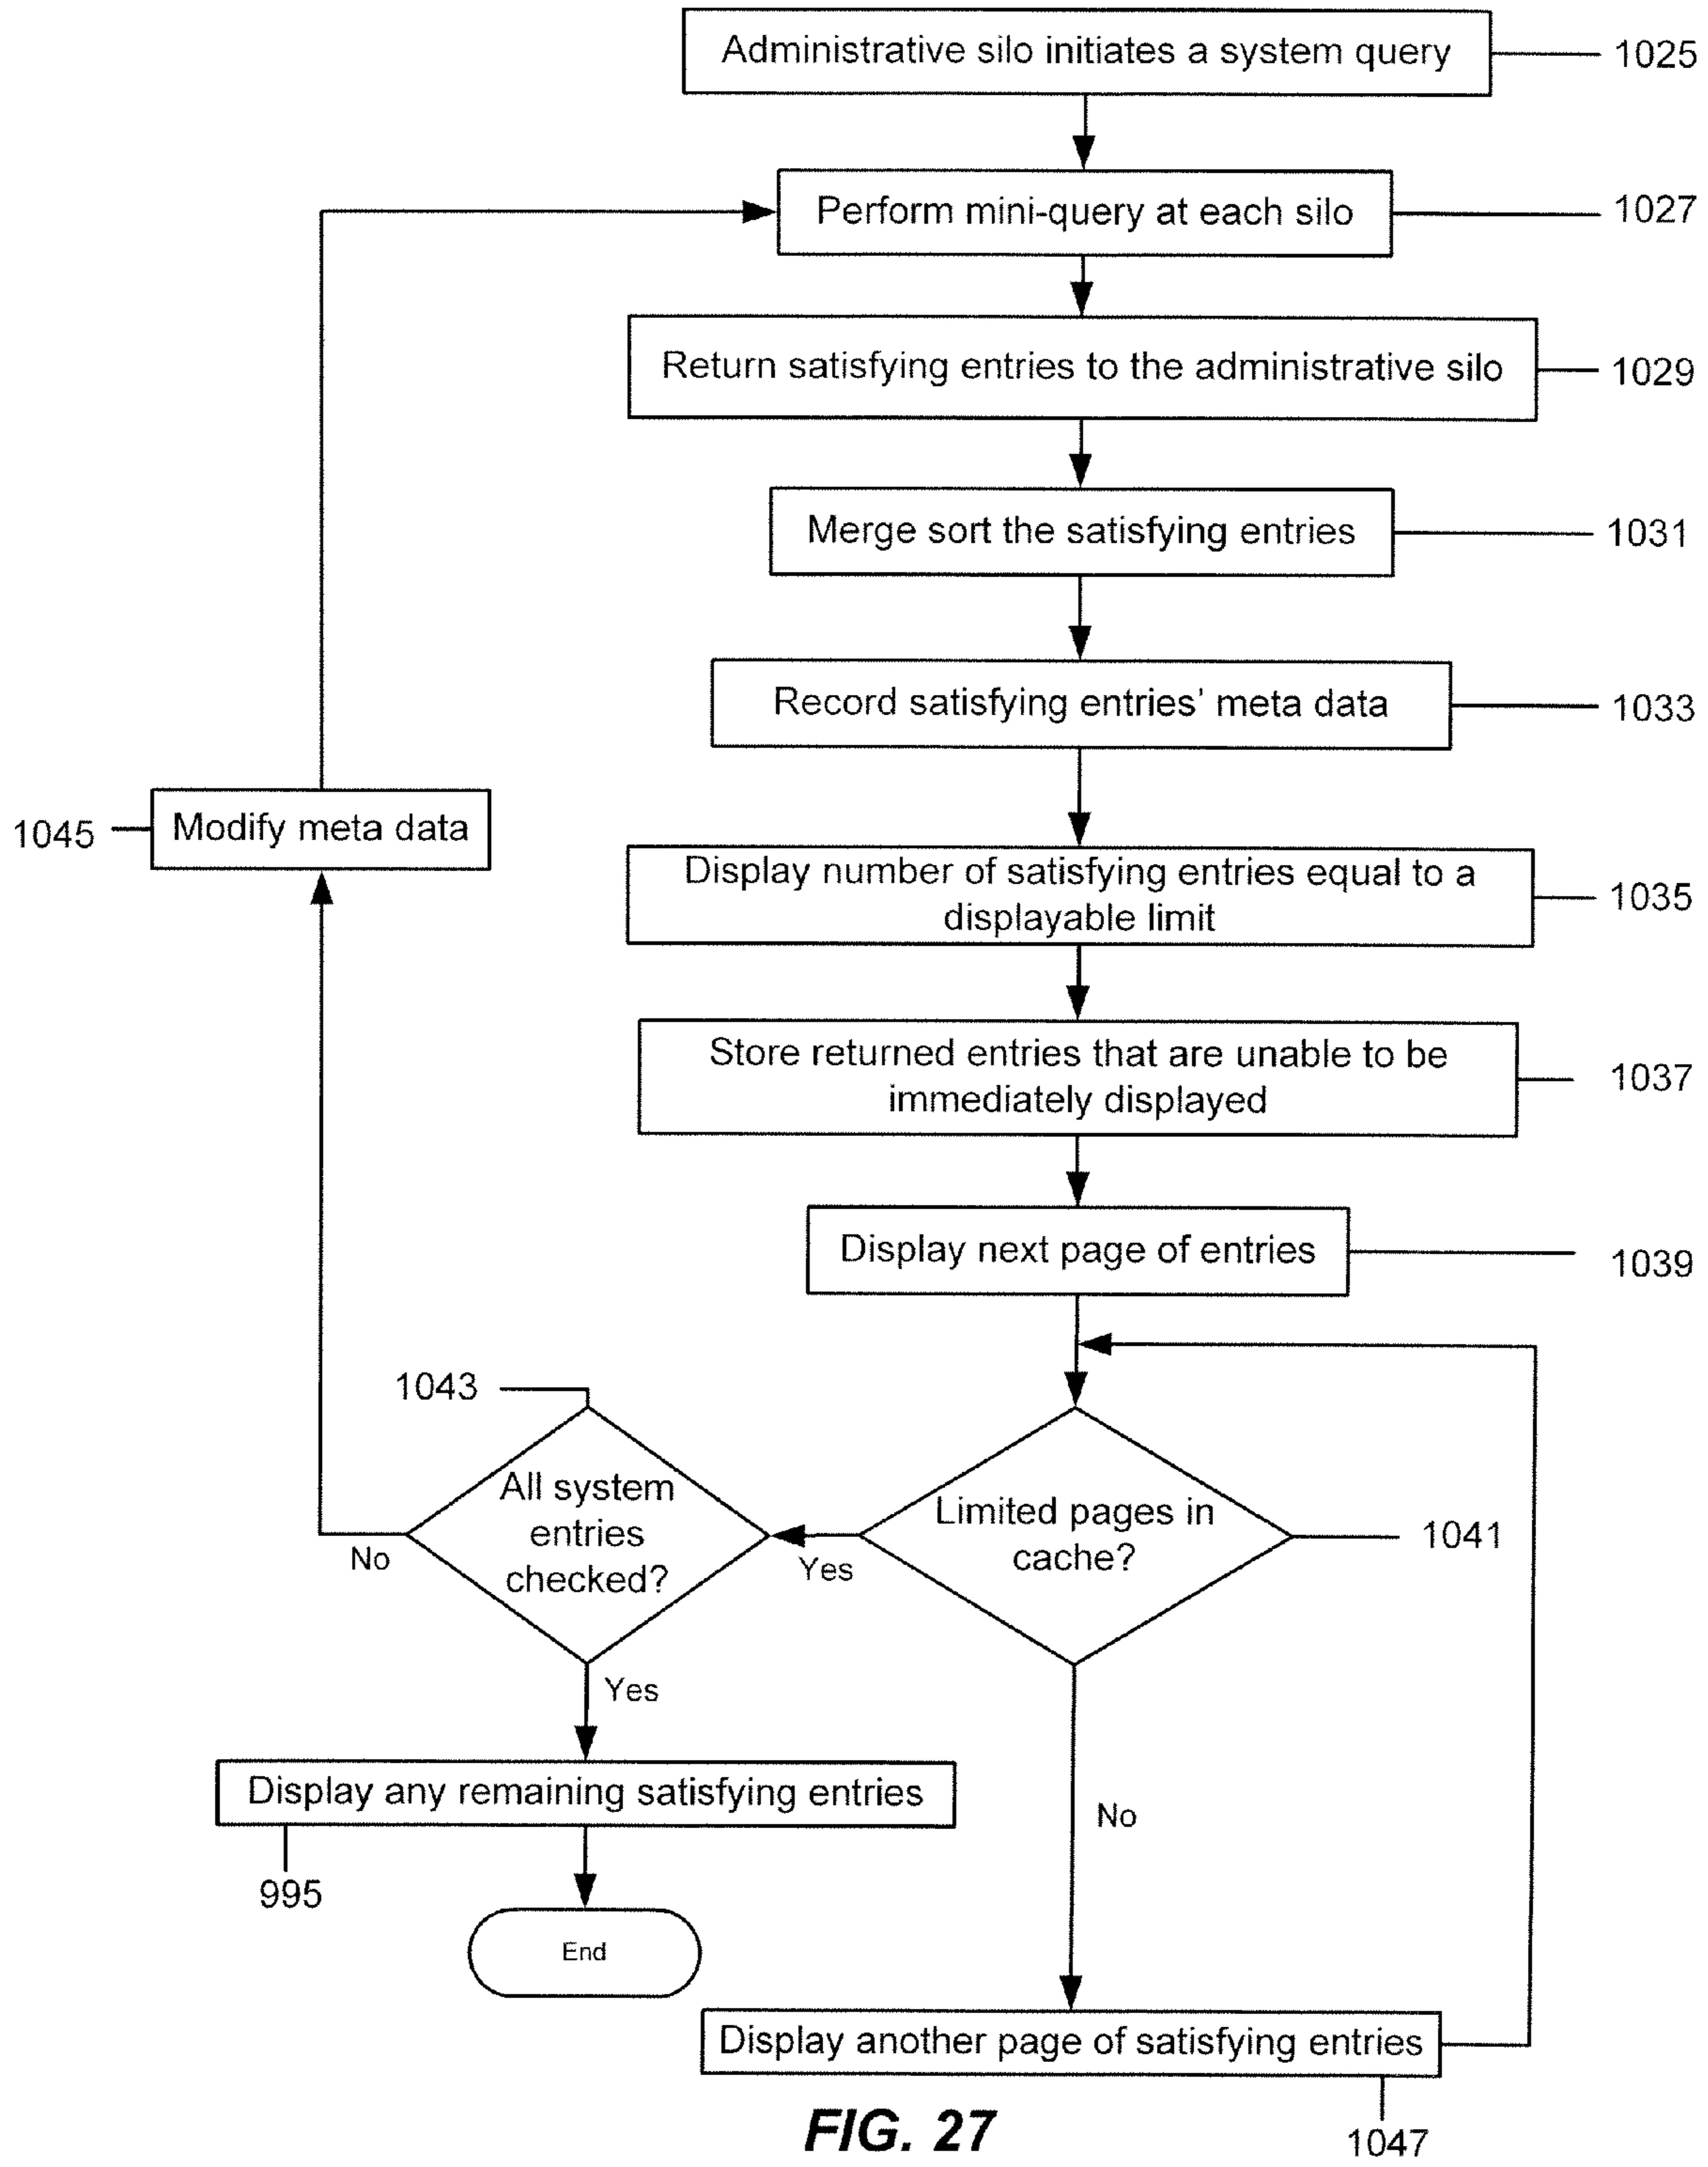 Administrative silo initiates a system query
1025
Perform mini-query at each silo
1027
Return satisfying entries to the administrative silo
1029
Merge sort the satisfying entries
1031
Record satisfying entries' meta data
1033
1045
Modify meta data
Display number of satisfying entries equal to a
displayable limit
1035
Store returned entries that are unable to be
immediately displayed
1037
Display next page of entries
1039
1043
All system
entries
checked?
No
Yes
Limited pages in
cache?
1041
Yes
Display any remaining satisfying entries
995
End
No
Display another page of satisfying entries
1047
FIG. 27